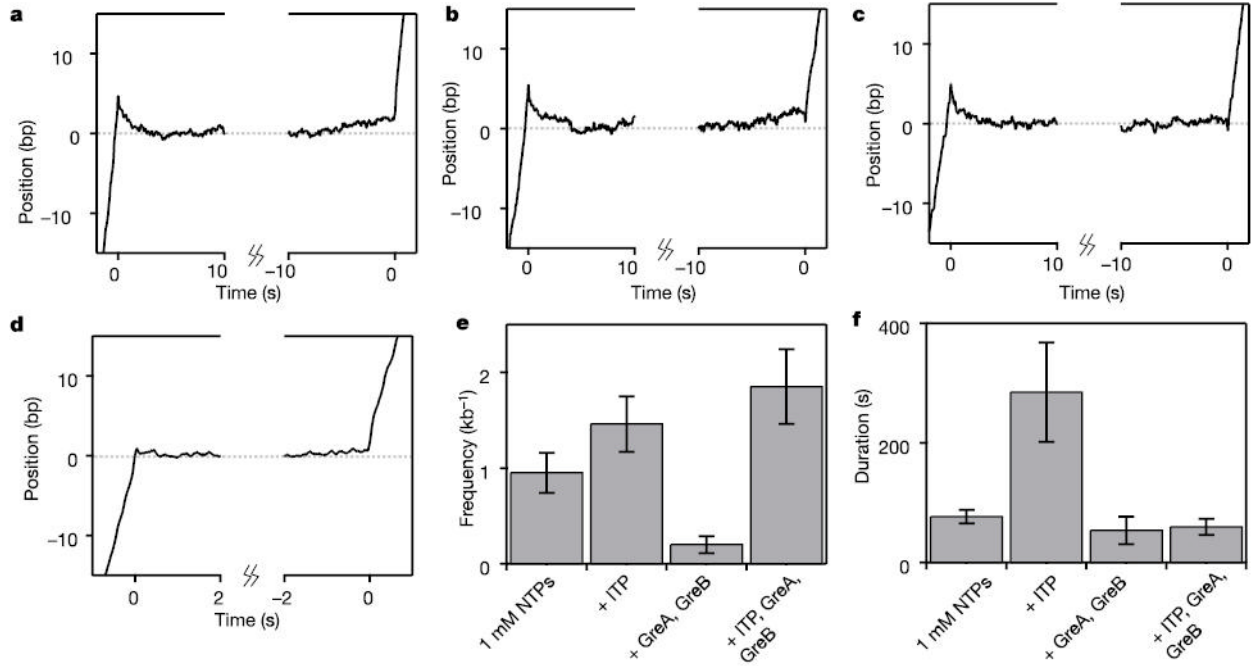 a
Position (bp)
10
0
−10
0
10
−10
0
Time (s)
b
Position (bp)
10
0
−10
0
10
−10
0
Time (s)
c
Position (bp)
10
0
−10
0
10
−10
0
Time (s)
d
Position (bp)
10
0
−10
0
2
−2
0
Time (s)
e
Frequency (kb⁻¹)
2
1
0
1 mM NTPs
+ ITP
+ GreA, GreB
+ ITP, GreA,
GreB
f
Duration (s)
400
200
0
1 mM NTPs
+ ITP
+ GreA, GreB
+ ITP, GreA,
GreB